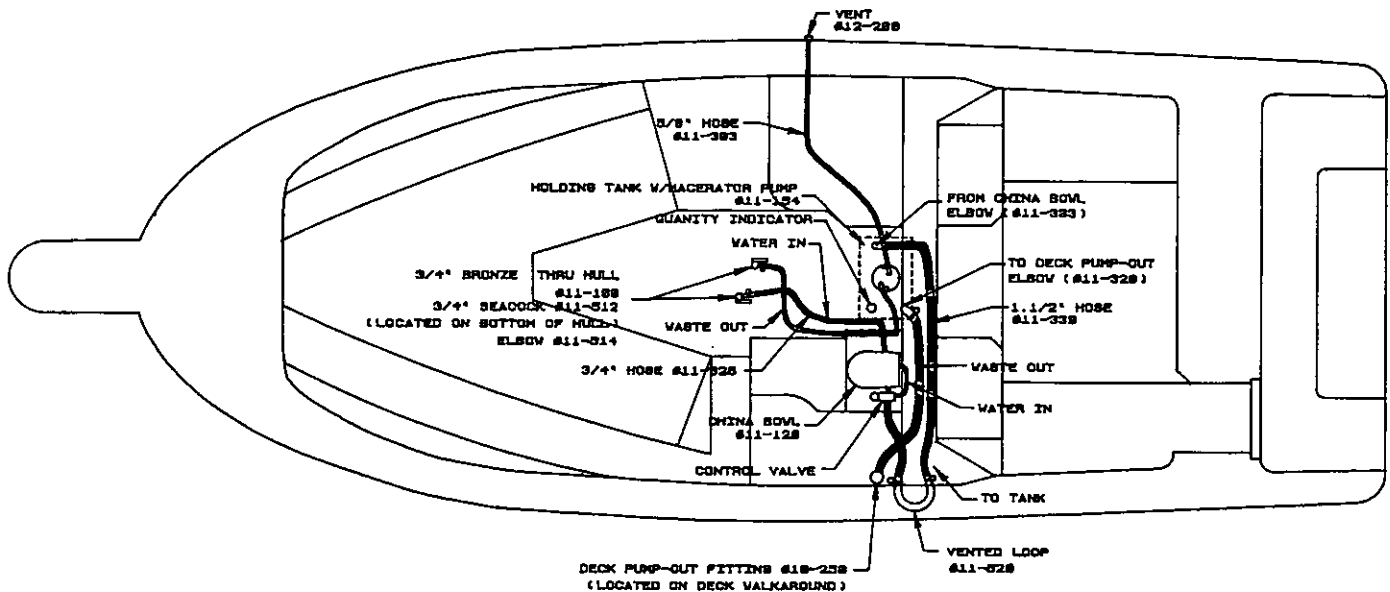 VENT
#12-288
5/8" HOSE
#11-383
HOLDING TANK W/MACERATOR PUMP
#11-154
QUANITY INDICATOR
WATER IN
FROM CHINA BOWL
ELBOW (#11-323)
TO DECK PUMP-OUT
ELBOW (#11-328)
3/4" BRONZE THRU HULL
#11-188
3/4" SEACOCK #11-512
(LOCATED ON BOTTOM OF HULL)
ELBOW #11-514
WASTE OUT
1.1/2" HOSE
#11-338
3/4" HOSE #11-326
WASTE OUT
WATER IN
CHINA BOWL
#11-128
CONTROL VALVE
TO TANK
VENTED LOOP
#11-528
DECK PUMP-OUT FITTING #18-258
(LOCATED ON DECK WALKAROUND)